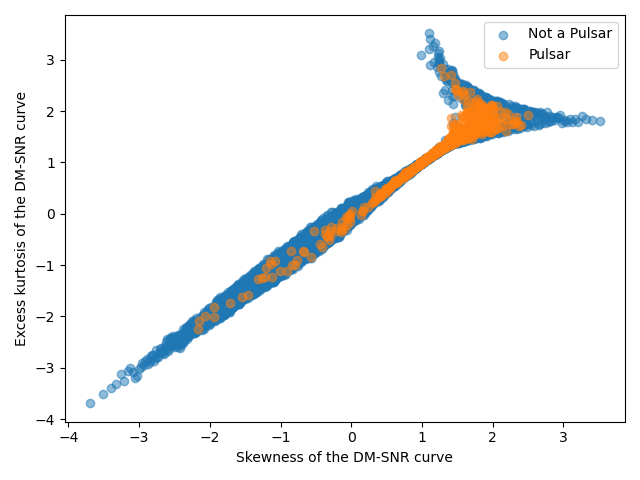 Not a Pulsar
Pulsar
Excess kurtosis of the DM-SNR curve
3
2
1
0
−1
−2
−3
−4
−4 −3 −2 −1 0 1 2 3
Skewness of the DM-SNR curve